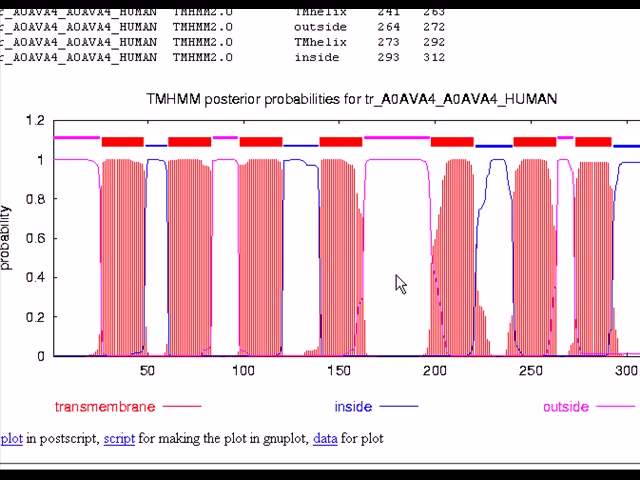 r_A0AVA4_A0AVA4_HUMAN TMHMM2.0 TMhelix 241 263
r_A0AVA4_A0AVA4_HUMAN TMHMM2.0 outside 264 272
r_A0AVA4_A0AVA4_HUMAN TMHMM2.0 TMhelix 273 292
r_A0AVA4_A0AVA4_HUMAN TMHMM2.0 inside 293 312
TMHMM posterior probabilities for tr_A0AVA4_A0AVA4_HUMAN
1.2
1
0.8
0.6
0.4
0.2
0
probability
50 100 150 200 250 300
transmembrane inside outside
plot in postscript, script for making the plot in gnuplot, data for plot